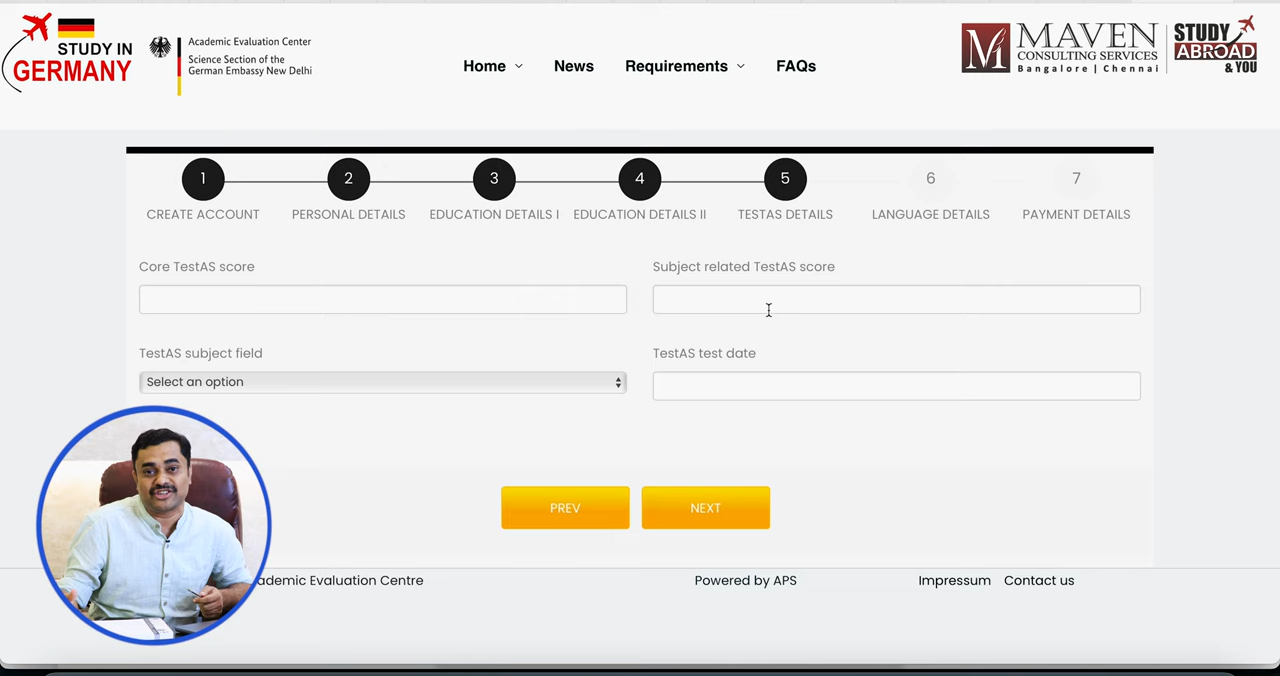 STUDY IN
GERMANY
Academic Evaluation Center
Science Section of the
German Embassy New Delhi
Home
News
Requirements
FAQs
M
MAVEN
CONSULTING SERVICES
Bangalore | Chennai
STUDY
ABROAD
& YOU
1
2
3
4
5
6
7
CREATE ACCOUNT
PERSONAL DETAILS
EDUCATION DETAILS I
EDUCATION DETAILS II
TESTAS DETAILS
LANGUAGE DETAILS
PAYMENT DETAILS
Core TestAS score
Subject related TestAS score
TestAS subject field
TestAS test date
Select an option
PREV
NEXT
ademic Evaluation Centre
Powered by APS
Impressum
Contact us